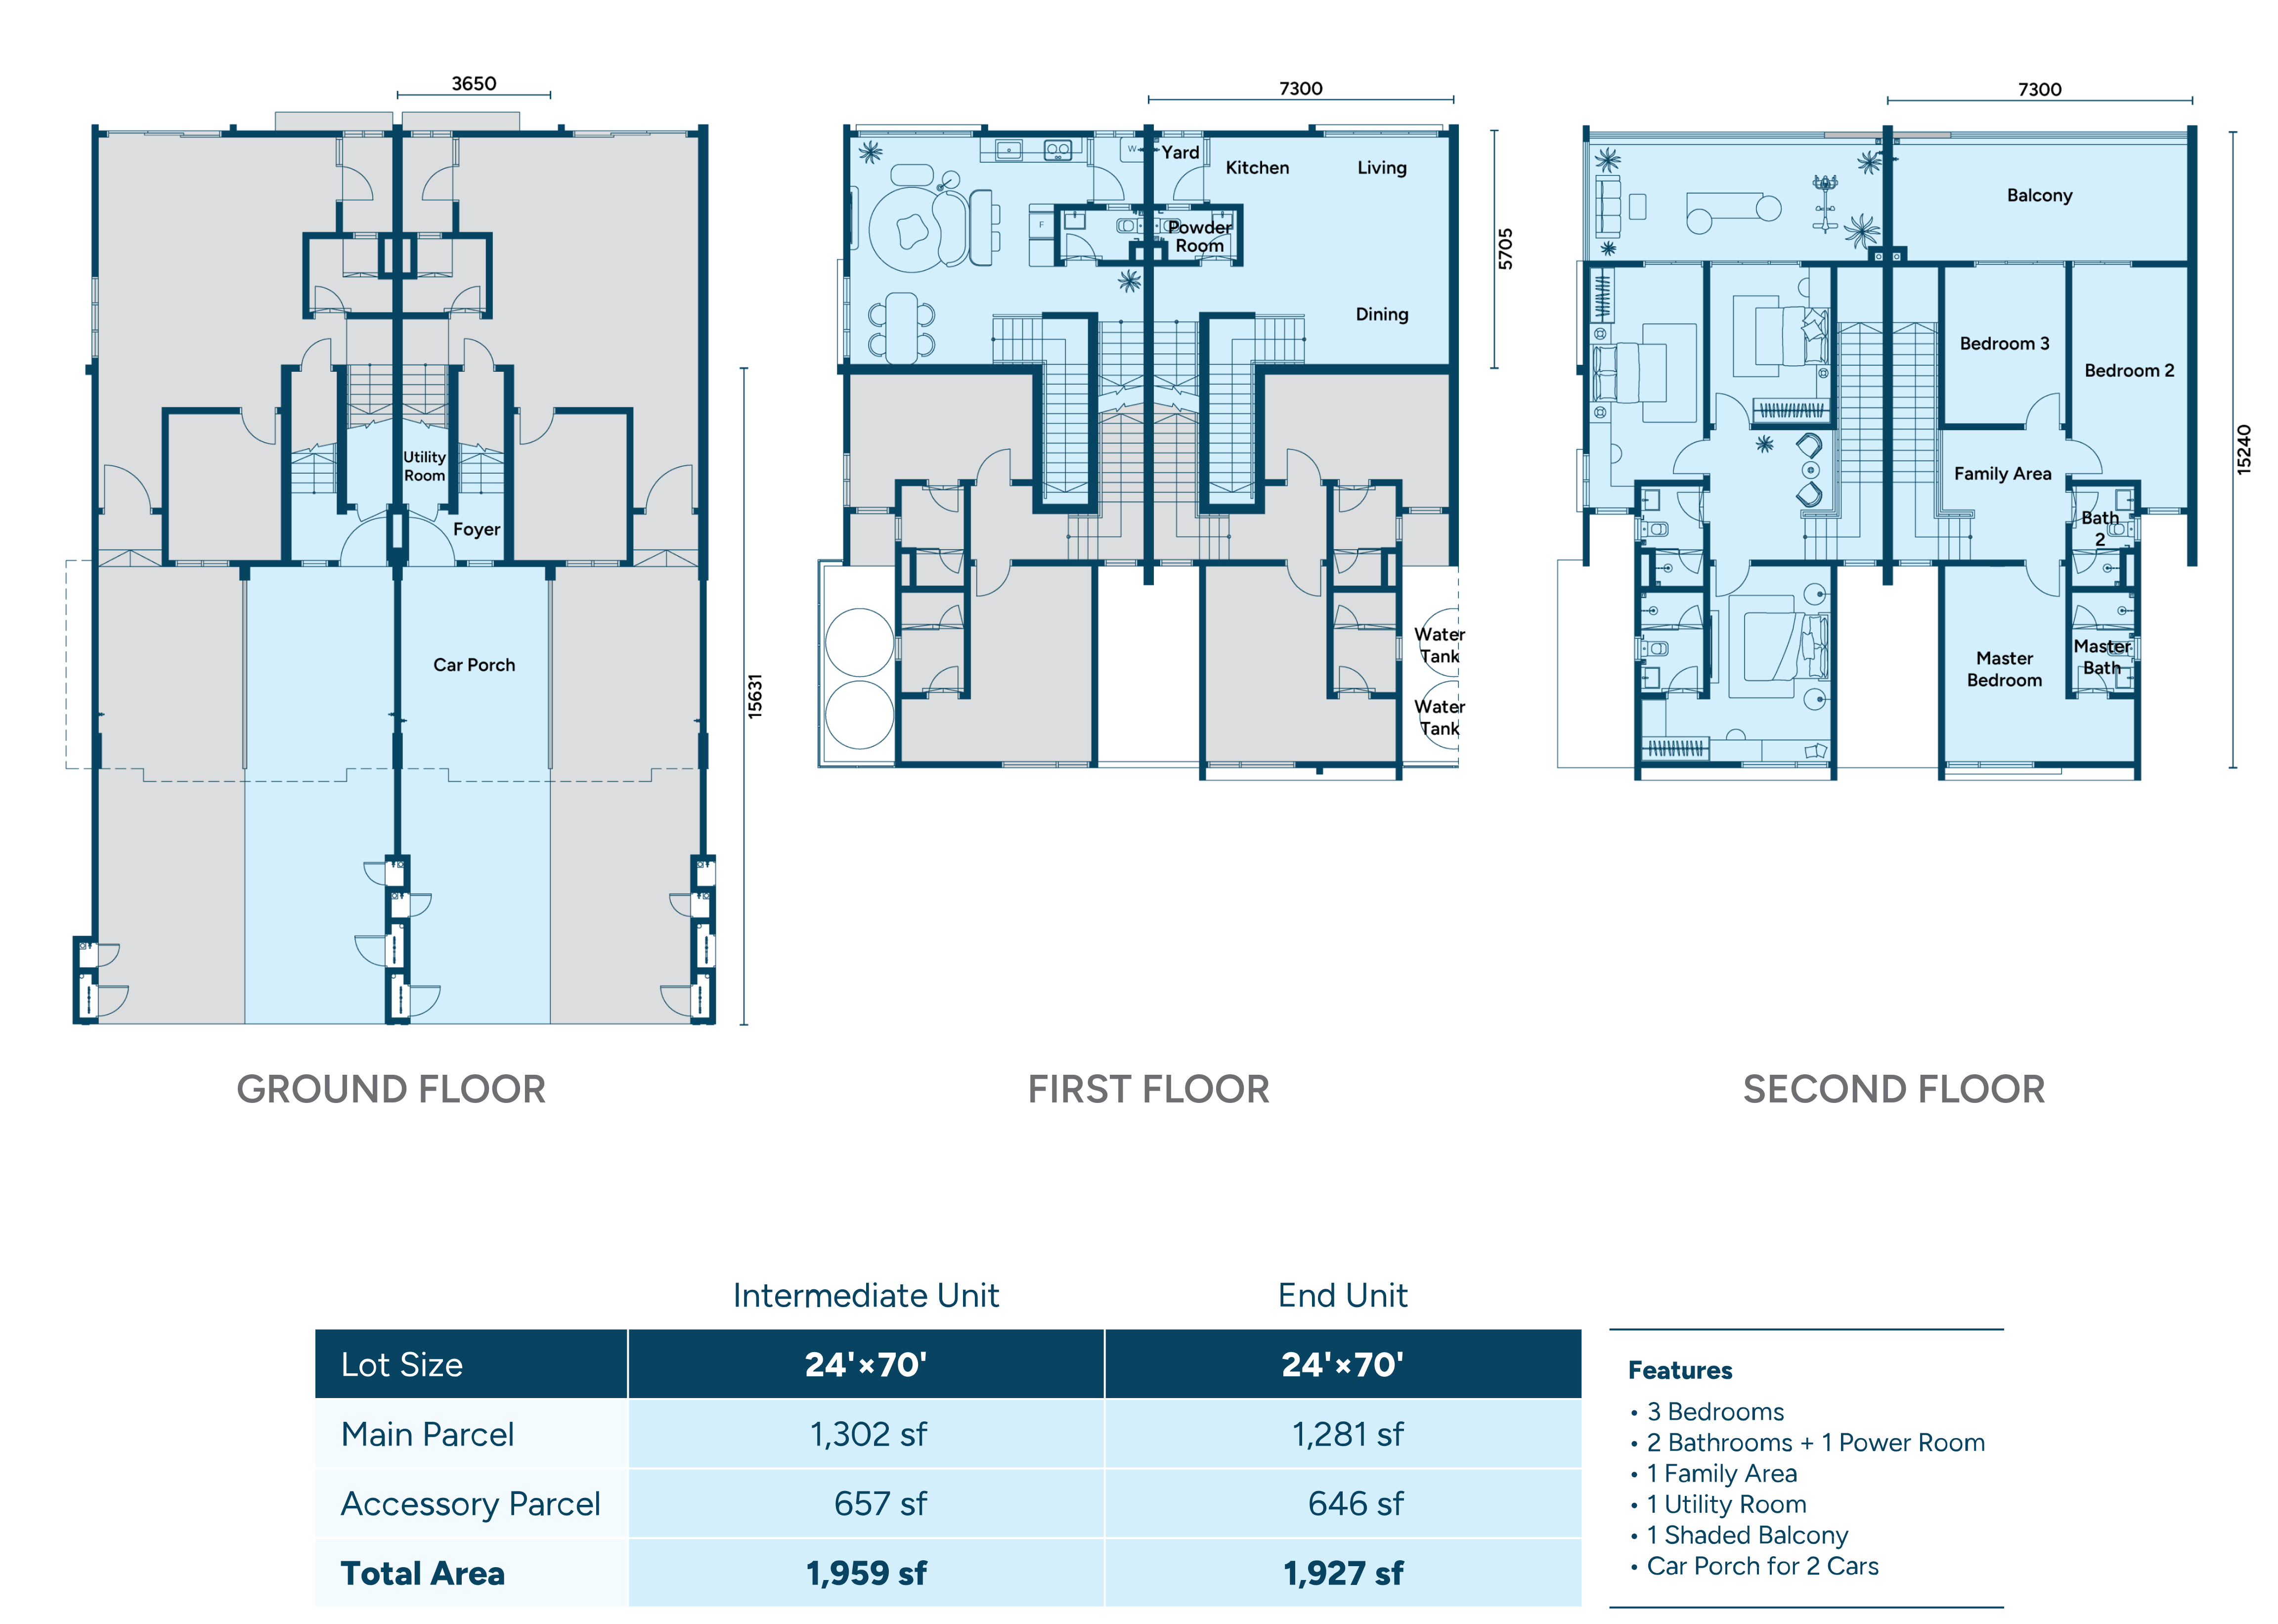 3650
7300
7300
Yard
Kitchen
Living
W
Powder
Room
F
Balcony
5705
Dining
Bedroom 3
Bedroom 2
Utility
Room
Family Area
15240
Foyer
Bath
2
Car Porch
15631
Water
Tank
Master
Bedroom
Master
Bath
Water
Tank
GROUND FLOOR
FIRST FLOOR
SECOND FLOOR
Intermediate Unit
End Unit
Lot Size 24'×70' 24'×70'
Main Parcel 1,302 sf 1,281 sf
Accessory Parcel 657 sf 646 sf
Total Area 1,959 sf 1,927 sf
Features
• 3 Bedrooms
• 2 Bathrooms + 1 Power Room
• 1 Family Area
• 1 Utility Room
• 1 Shaded Balcony
• Car Porch for 2 Cars